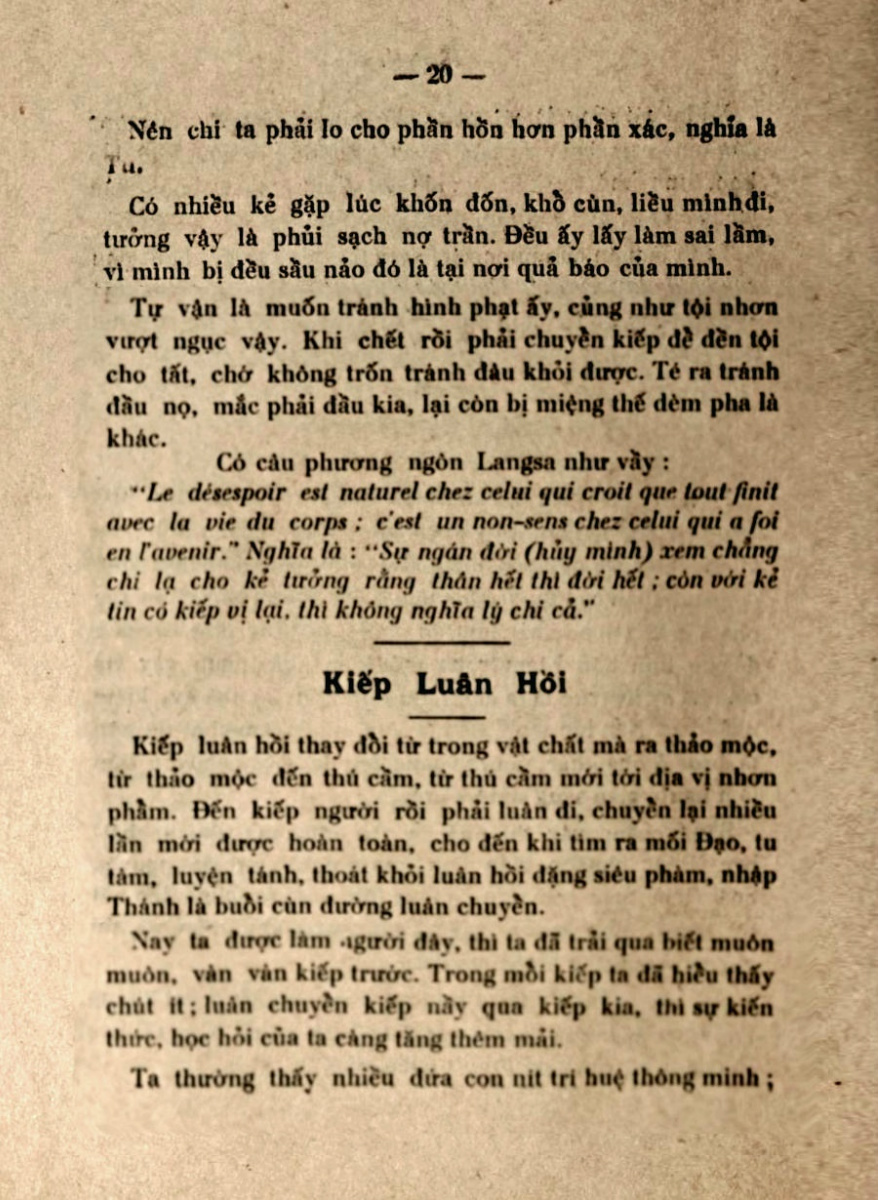 — 20 —
Nên chi ta phải lo cho phần hồn hơn phần xác, nghĩa là
Tu.
Có nhiều kẻ gặp lúc khốn đốn, khổ cùn, liều mìnhđi,
tưởng vậy là phủi sạch nợ trần. Đều ấy lấy làm sai lầm,
vì mình bị đều sầu nảo đó là tại nơi quả báo của mình.
Tự vận là muốn tránh hình phạt ấy, củng như tội nhơn
vượt ngục vậy. Khi chết rồi phải chuyển kiếp để đền tội
cho tất, chớ không trốn tránh đâu khỏi được. Té ra tránh
đầu nọ, mắc phải đầu kia, lại còn bị miệng thế dèm pha là
khác.
Có câu phương ngôn Langsa như vầy :
“Le désespoir est naturel chez celui qui croit que tout finit
avec la vie du corps ; c'est un non-sens chez celui qui a foi
en l'avenir.” Nghĩa là : “Sự ngán đời (hủy mình) xem chẳng
chi lạ cho kẻ tưởng rằng thân hết thì đời hết ; còn với kẻ
tin có kiếp vị lại, thì không nghĩa lý chi cả.”
Kiếp Luân Hồi
Kiếp luân hồi thay đổi từ trong vật chất mà ra thảo mộc,
từ thảo mộc đến thú cầm, từ thú cầm mới tới địa vị nhơn
phẩm. Đến kiếp người rồi phải luân đi, chuyển lại nhiều
lần mới được hoàn toàn, cho đến khi tìm ra mối Đạo, tu
tâm, luyện tánh, thoát khỏi luân hồi đặng siêu phàm, nhập
Thánh là buổi cùn đường luân chuyển.
Nay ta được làm người đây, thì ta đã trải qua biết muôn
muôn, vàn vàn kiếp trước. Trong mỗi kiếp ta đã hiểu thấy
chút ít ; luân chuyển kiếp nầy qua kiếp kia, thì sự kiến
thức, học hỏi của ta càng tăng thêm mải.
Ta thường thấy nhiều đứa con nít trí huệ thông minh ;